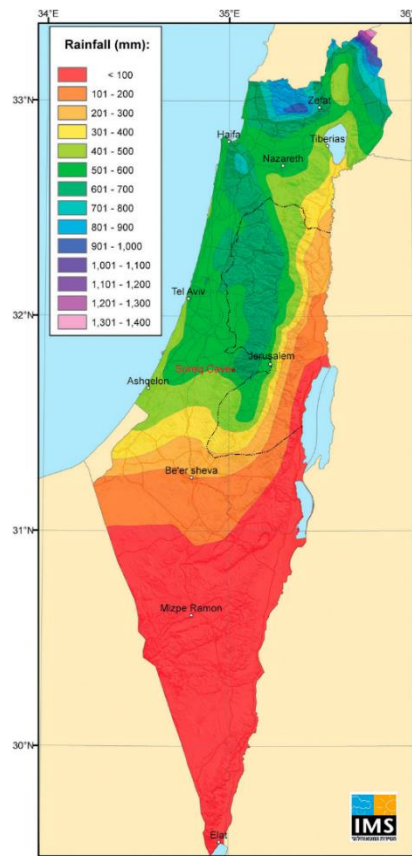 34°E
35°E
36°
Rainfall (mm):
< 100
101 - 200
201 - 300
301 - 400
401 - 500
501 - 600
601 - 700
701 - 800
801 - 900
901 - 1,000
1,001 - 1,100
1,101 - 1,200
1,201 - 1,300
1,301 - 1,400
33°N
Zefat
Haifa
Tiberias
Nazareth
32°N
Tel Aviv
Jerusalem
Soreq Cave
Ashqelon
Be'er sheva
31°N
Mizpe Ramon
30°N
Elat
IMS